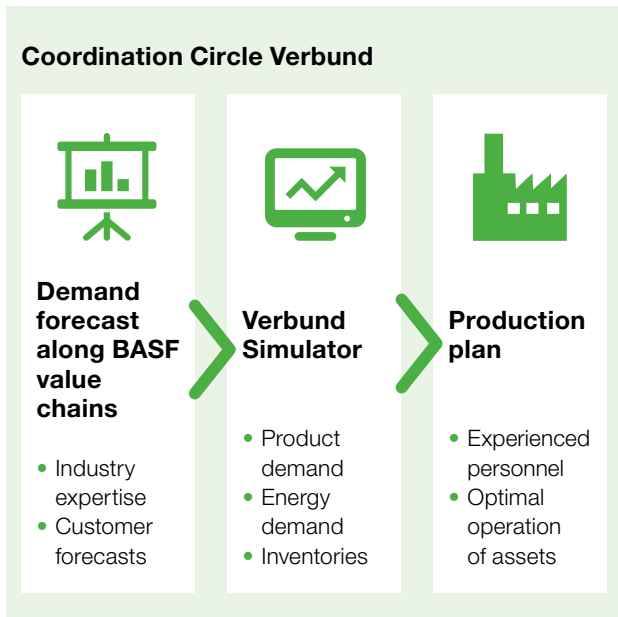 Coordination Circle Verbund
Demand
forecast
along BASF
value
chains
• Industry
expertise
• Customer
forecasts
Verbund
Simulator
• Product
demand
• Energy
demand
• Inventories
Production
plan
• Experienced
personnel
• Optimal
operation
of assets